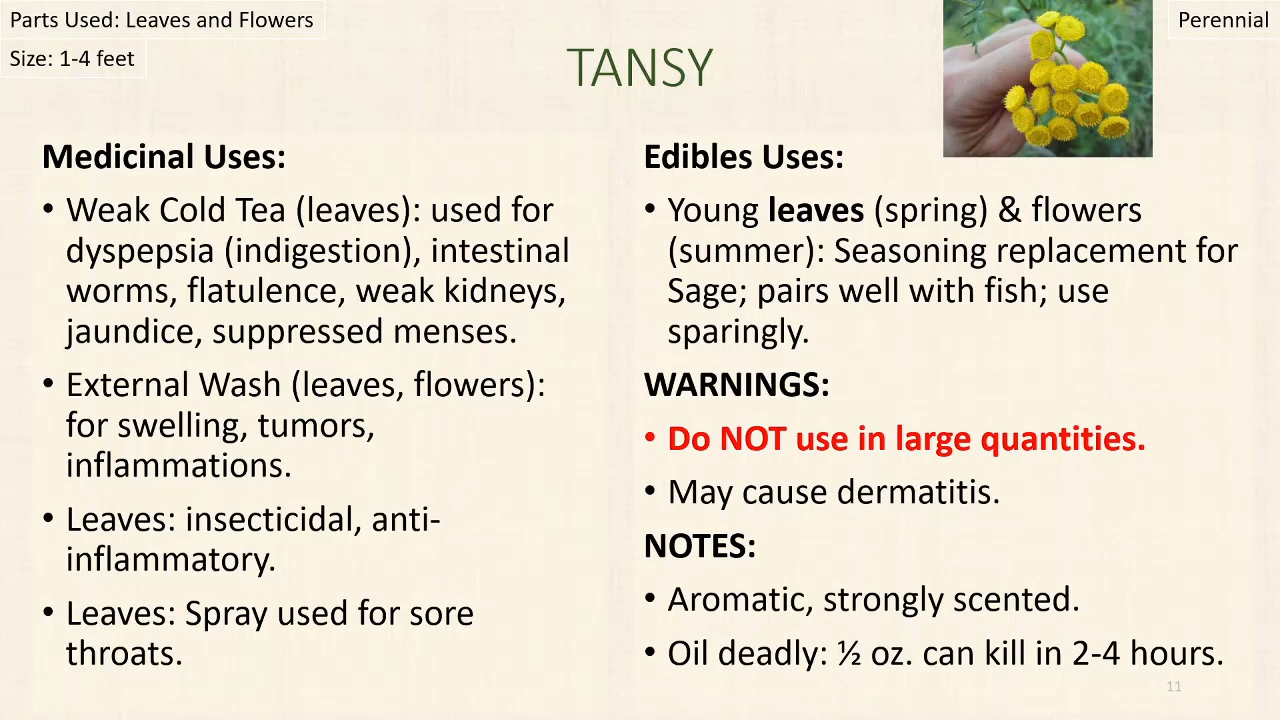 Parts Used: Leaves and Flowers
Perennial
Size: 1-4 feet
TANSY
Medicinal Uses:
• Weak Cold Tea (leaves): used for
dyspepsia (indigestion), intestinal
worms, flatulence, weak kidneys,
jaundice, suppressed menses.
• External Wash (leaves, flowers):
for swelling, tumors,
inflammations.
• Leaves: insecticidal, anti-
inflammatory.
• Leaves: Spray used for sore
throats.
Edibles Uses:
• Young leaves (spring) & flowers
(summer): Seasoning replacement for
Sage; pairs well with fish; use
sparingly.
WARNINGS:
• Do NOT use in large quantities.
• May cause dermatitis.
NOTES:
• Aromatic, strongly scented.
• Oil deadly: ½ oz. can kill in 2-4 hours.
11